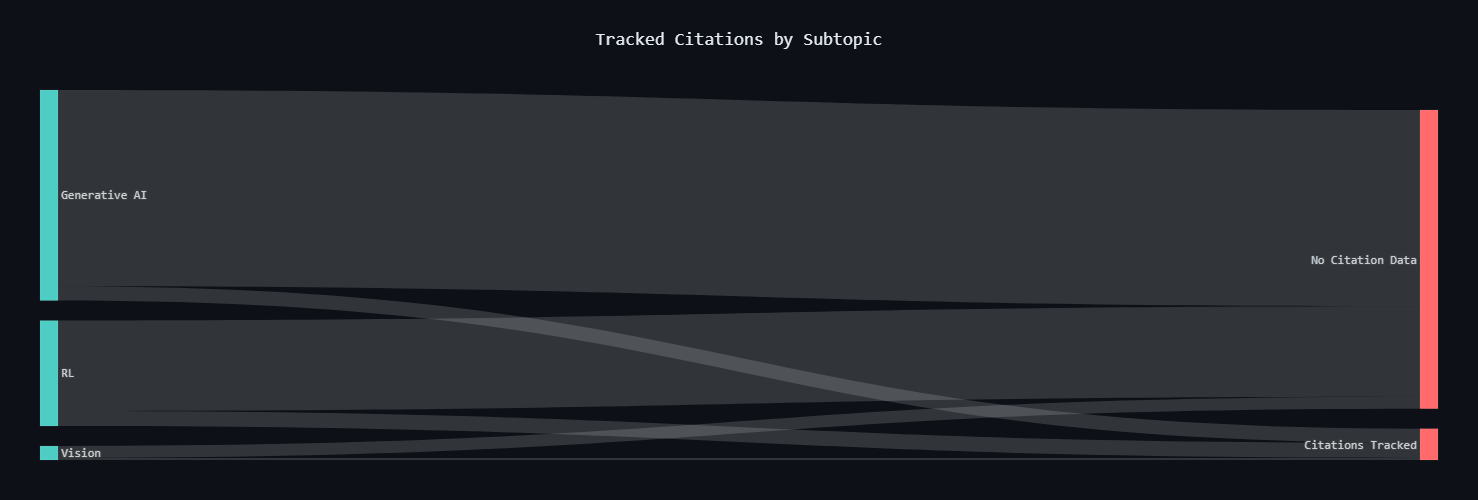 Tracked Citations by Subtopic
Generative AI
No Citation Data
RL
Citations Tracked
Vision